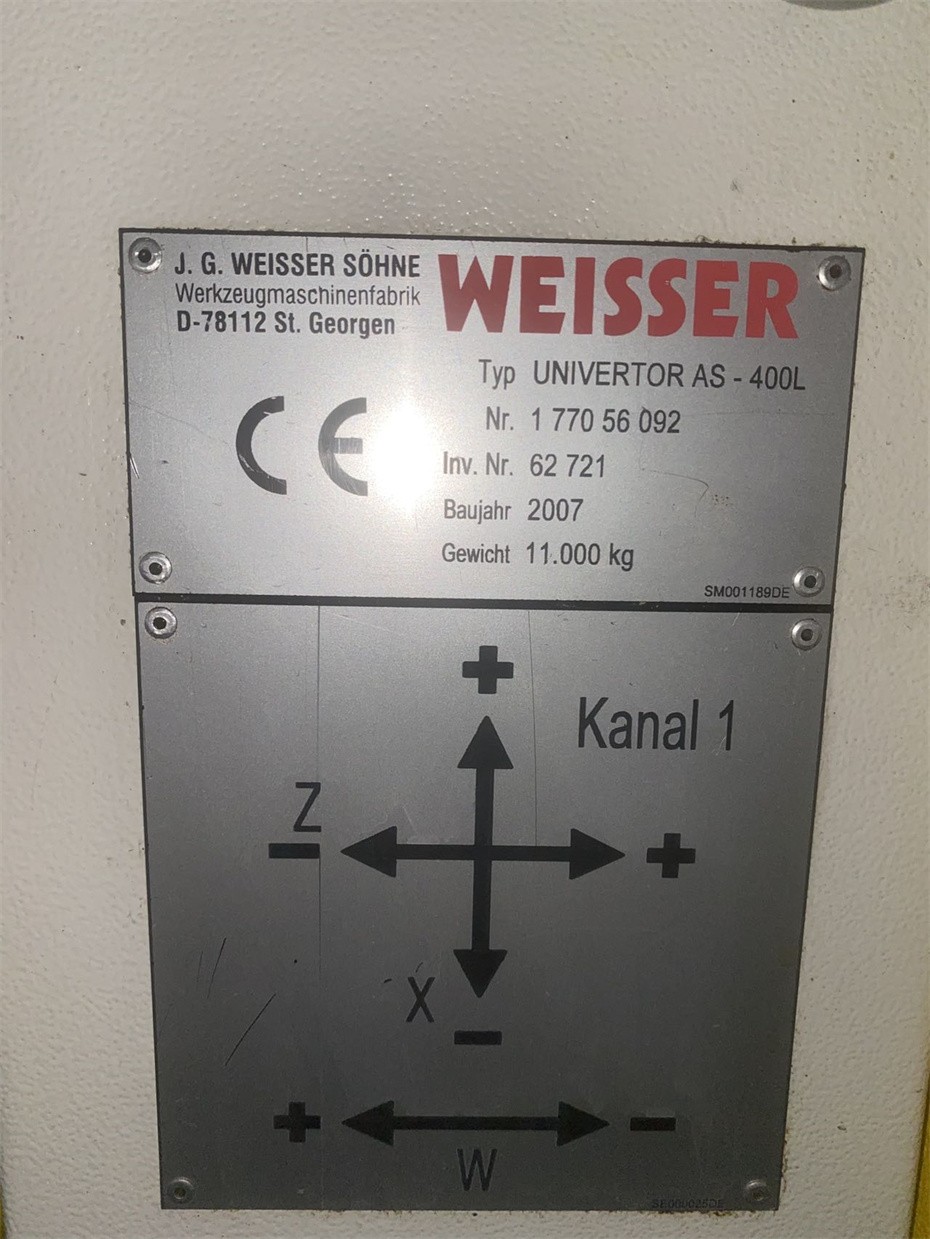 J. G. WEISSER SÖHNE
Werkzeugmaschinenfabrik
D-78112 St. Georgen
WEISSER
Typ UNIVERTOR AS - 400L
CE
Nr. 1 770 56 092
Inv. Nr. 62 721
Baujahr 2007
Gewicht 11.000 kg
SM001189DE
+
Kanal 1
Z
- +
X
-
+ -
W